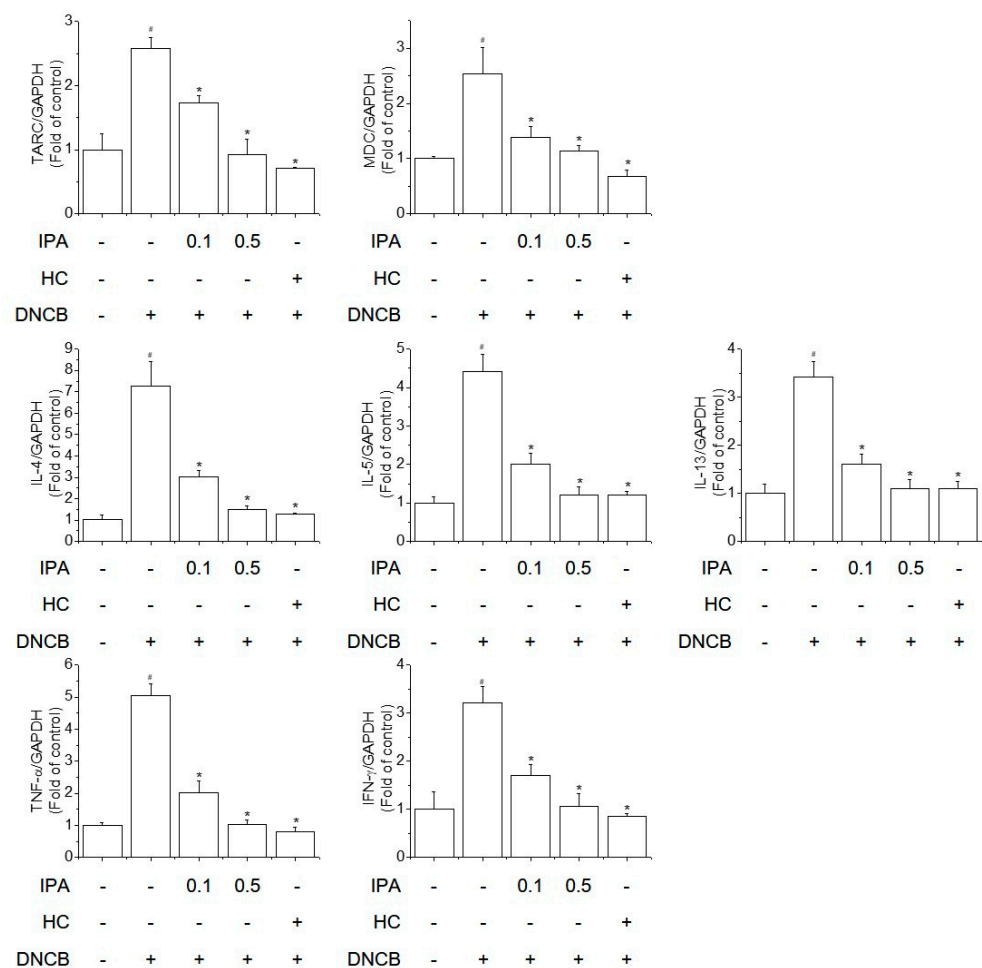 TARC/GAPDH
(Fold of control)
3
2
1
0
#
*
*
*
IPA - - 0.1 0.5 -
HC - - - - +
DNCB - + + + +
MDC/GAPDH
(Fold of control)
3
2
1
0
#
*
*
*
IPA - - 0.1 0.5 -
HC - - - - +
DNCB - + + + +
IL-4/GAPDH
(Fold of control)
9
8
7
6
5
4
3
2
1
0
#
*
*
*
IPA - - 0.1 0.5 -
HC - - - - +
DNCB - + + + +
IL-5/GAPDH
(Fold of control)
5
4
3
2
1
0
#
*
*
*
IPA - - 0.1 0.5 -
HC - - - - +
DNCB - + + + +
IL-13/GAPDH
(Fold of control)
4
3
2
1
0
#
*
*
*
IPA - - 0.1 0.5 -
HC - - - - +
DNCB - + + + +
TNF-α/GAPDH
(Fold of control)
6
5
4
3
2
1
0
#
*
*
*
IPA - - 0.1 0.5 -
HC - - - - +
DNCB - + + + +
IFN-γ/GAPDH
(Fold of control)
4
3
2
1
0
#
*
*
*
IPA - - 0.1 0.5 -
HC - - - - +
DNCB - + + + +